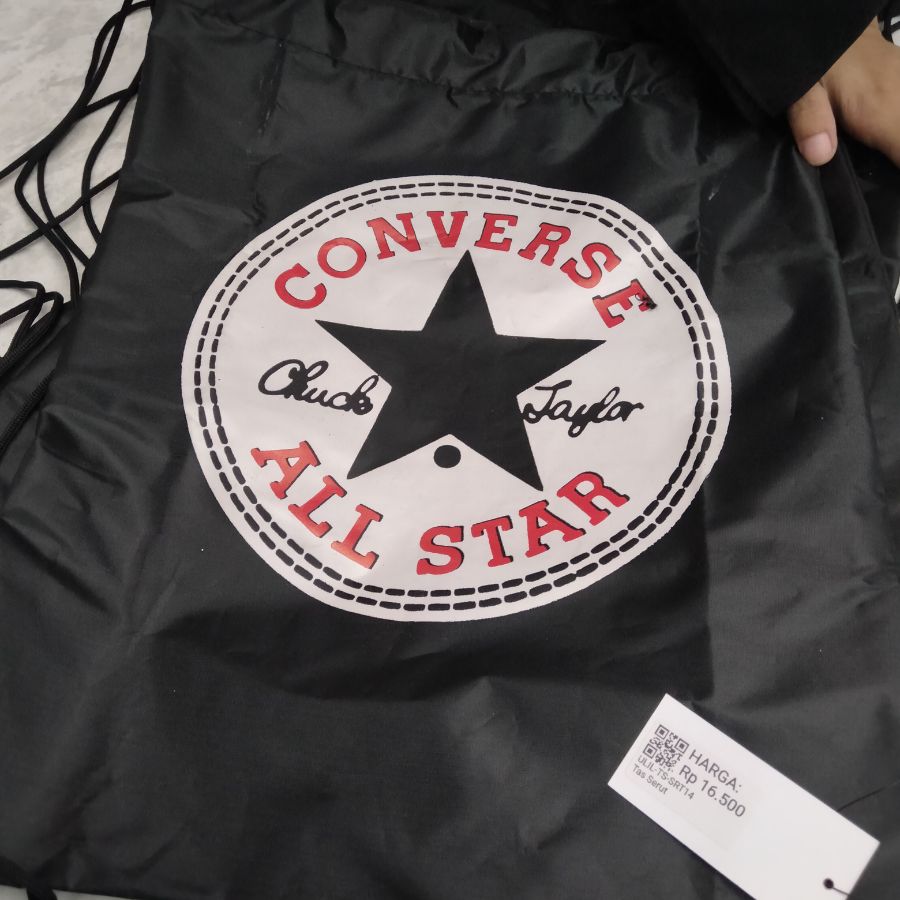 CONVERSE
Chuck Taylor
ALL STAR
HARGA:
Rp 16.500
ULIL-TS-SRT14
Tas Serut